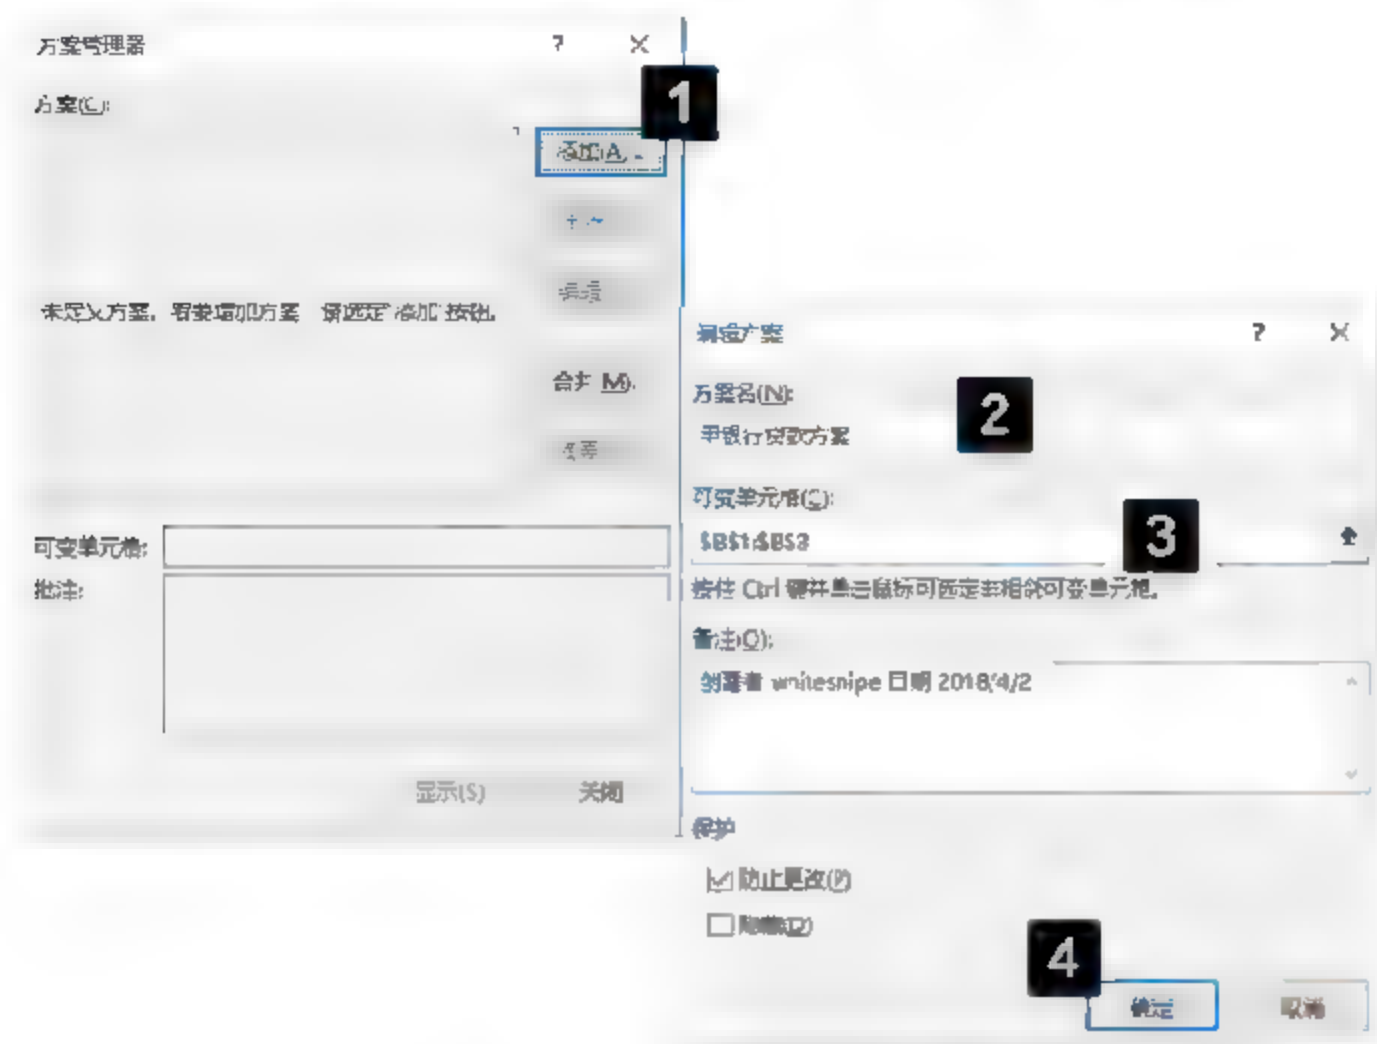 方案管理器
方案(C):
1
添加(A)...
未定义方案。若要增加方案，请选定"添加"按钮。
编辑
合并(M)...
摘要
可变单元格:
批注:
显示(S)
关闭
编辑方案
方案名(N):
2
甲银行贷款方案
可变单元格(C):
3
$B$1:$B$3
按住 Ctrl 键并单击鼠标可选定非相邻可变单元格。
备注(O):
创建者 whitesnipe 日期 2018/4/2
保护
防止更改(P)
隐藏(D)
4
确定
取消